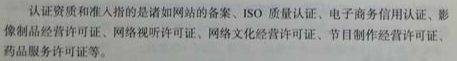 认证资质和准入指的是诸如网站的备案、ISO 质量认证、电子商务信用认证、影
像制品经营许可证、网络视听许可证、网络文化经营许可证、节目制作经营许可证、
药品服务许可证等。